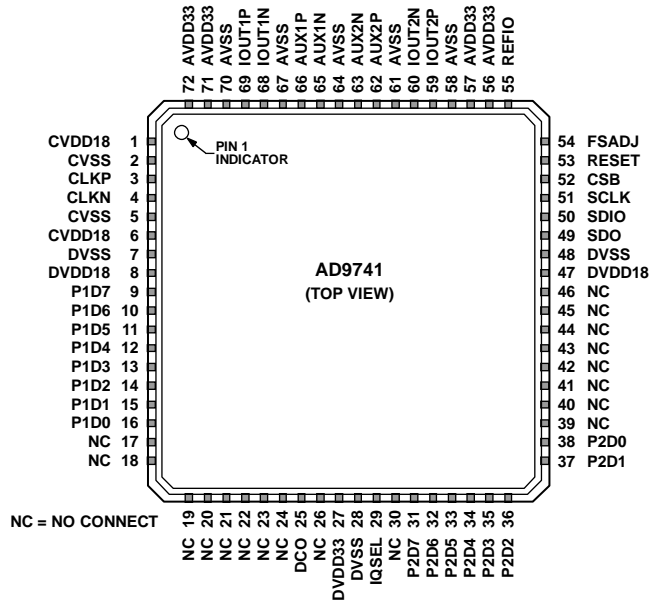 72 AVDD33
71 AVDD33
70 AVSS
69 IOUT1P
68 IOUT1N
67 AVSS
66 AUX1P
65 AUX1N
64 AVSS
63 AUX2N
62 AUX2P
61 AVSS
60 IOUT2N
59 IOUT2P
58 AVSS
57 AVDD33
56 AVDD33
55 REFIO
CVDD18 1
CVSS 2
CLKP 3
CLKN 4
CVSS 5
CVDD18 6
DVSS 7
DVDD18 8
P1D7 9
P1D6 10
P1D5 11
P1D4 12
P1D3 13
P1D2 14
P1D1 15
P1D0 16
NC 17
NC 18
PIN 1
INDICATOR
AD9741
(TOP VIEW)
54 FSADJ
53 RESET
52 CSB
51 SCLK
50 SDIO
49 SDO
48 DVSS
47 DVDD18
46 NC
45 NC
44 NC
43 NC
42 NC
41 NC
40 NC
39 NC
38 P2D0
37 P2D1
NC = NO CONNECT
NC 19
NC 20
NC 21
NC 22
NC 23
NC 24
DCO 25
NC 26
DVDD33 27
DVSS 28
IQSEL 29
NC 30
P2D7 31
P2D6 32
P2D5 33
P2D4 34
P2D3 35
P2D2 36